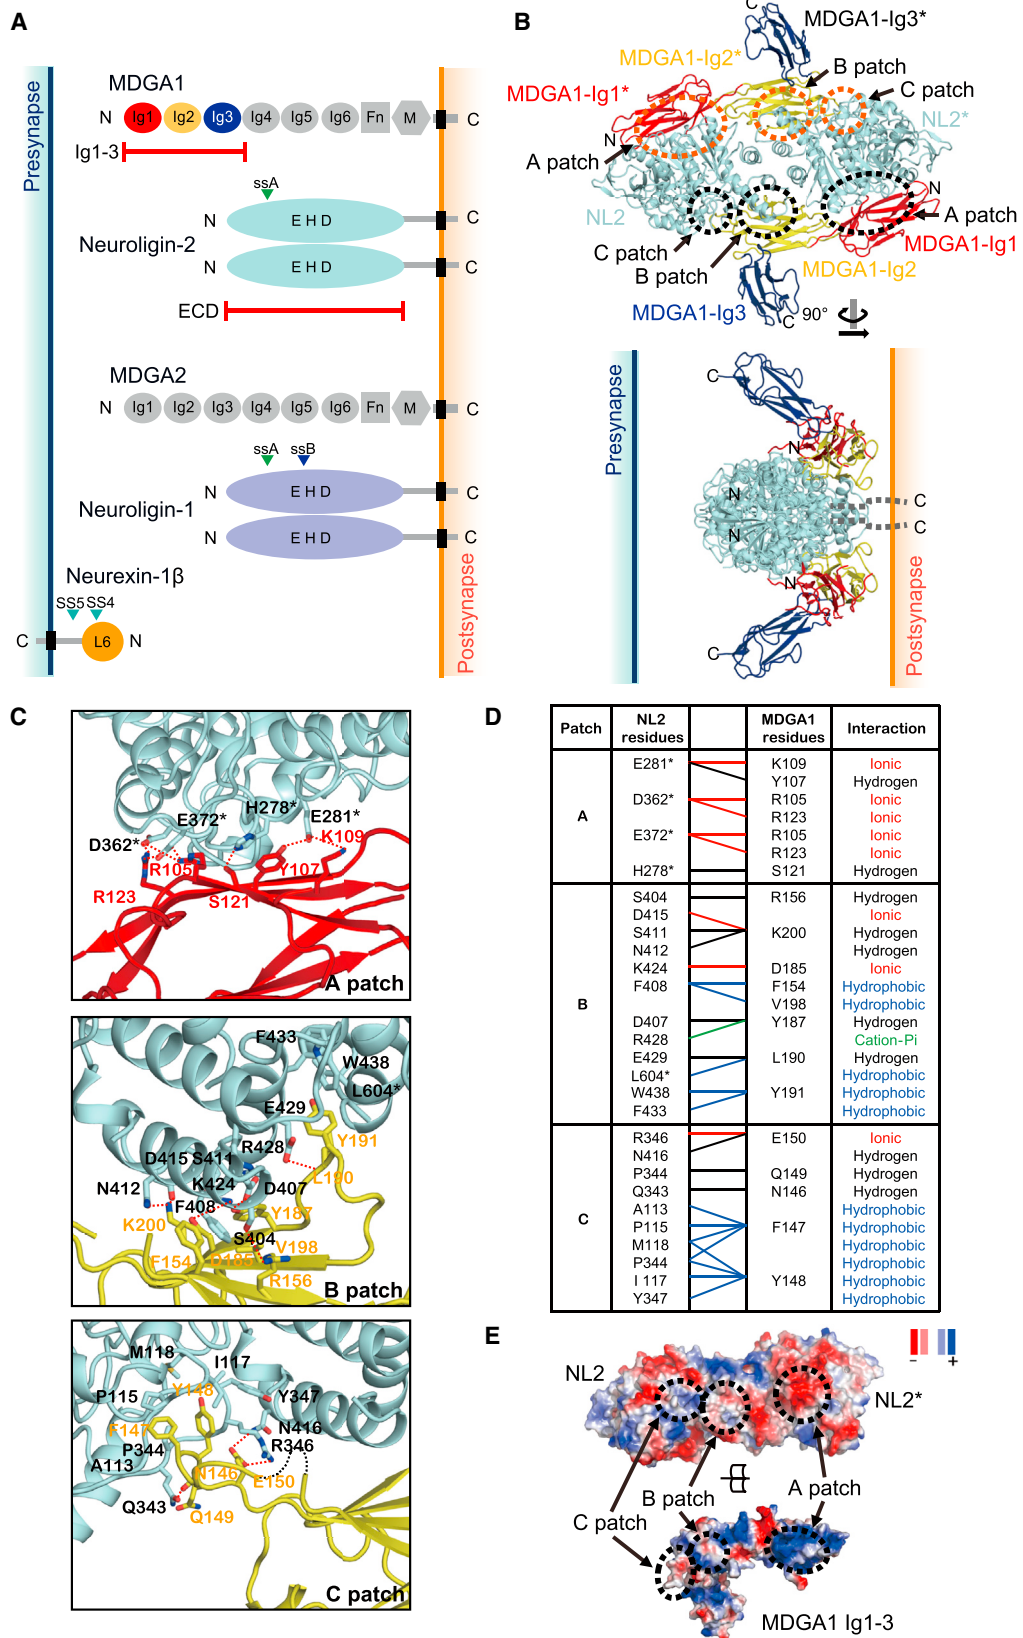 A
MDGA1
N Ig1 Ig2 Ig3 Ig4 Ig5 Ig6 Fn M C
Ig1-3
Presynapse
ssA
N E H D C
Neuroligin-2
N E H D C
ECD
MDGA2
N Ig1 Ig2 Ig3 Ig4 Ig5 Ig6 Fn M C
ssA ssB
N E H D C
Neuroligin-1
N E H D C
Neurexin-1β
SS5 SS4
C L6 N
Postsynapse
B
C
MDGA1-Ig3*
MDGA1-Ig2*
B patch
MDGA1-Ig1*
C patch
NL2*
N
A patch
N
NL2
A patch
C patch
MDGA1-Ig1
B patch
MDGA1-Ig2
MDGA1-Ig3
C 90°
Presynapse
C
N
N
C
N
C
N
C
Postsynapse
C
H278*
E372*
E281*
D362*
K109
R105
Y107
R123
S121
A patch
F433
W438
L604*
E429
Y191
R428
D415 S411
L190
K424
N412
D407
F408
Y187
K200
S404
V198
F154
D185
R156
B patch
M118
I117
Y148
P115
Y347
F147
N416
P344
R346
A113
N146
E150
Q343
Q149
C patch
D
Patch NL2 residues MDGA1 residues Interaction
A
E281* K109 Ionic
Y107 Hydrogen
D362* R105 Ionic
R123 Ionic
E372* R105 Ionic
R123 Ionic
H278* S121 Hydrogen
B
S404 R156 Hydrogen
D415 Ionic
S411 K200 Hydrogen
N412 Hydrogen
K424 D185 Ionic
F408 F154 Hydrophobic
V198 Hydrophobic
D407 Y187 Hydrogen
R428 Cation-Pi
E429 L190 Hydrogen
L604* Hydrophobic
W438 Y191 Hydrophobic
F433 Hydrophobic
C
R346 E150 Ionic
N416 Hydrogen
P344 Q149 Hydrogen
Q343 N146 Hydrogen
A113 Hydrophobic
P115 F147 Hydrophobic
M118 Hydrophobic
P344 Hydrophobic
I 117 Y148 Hydrophobic
Y347 Hydrophobic
E
- +
NL2
NL2*
B patch
A patch
C patch
MDGA1 Ig1-3